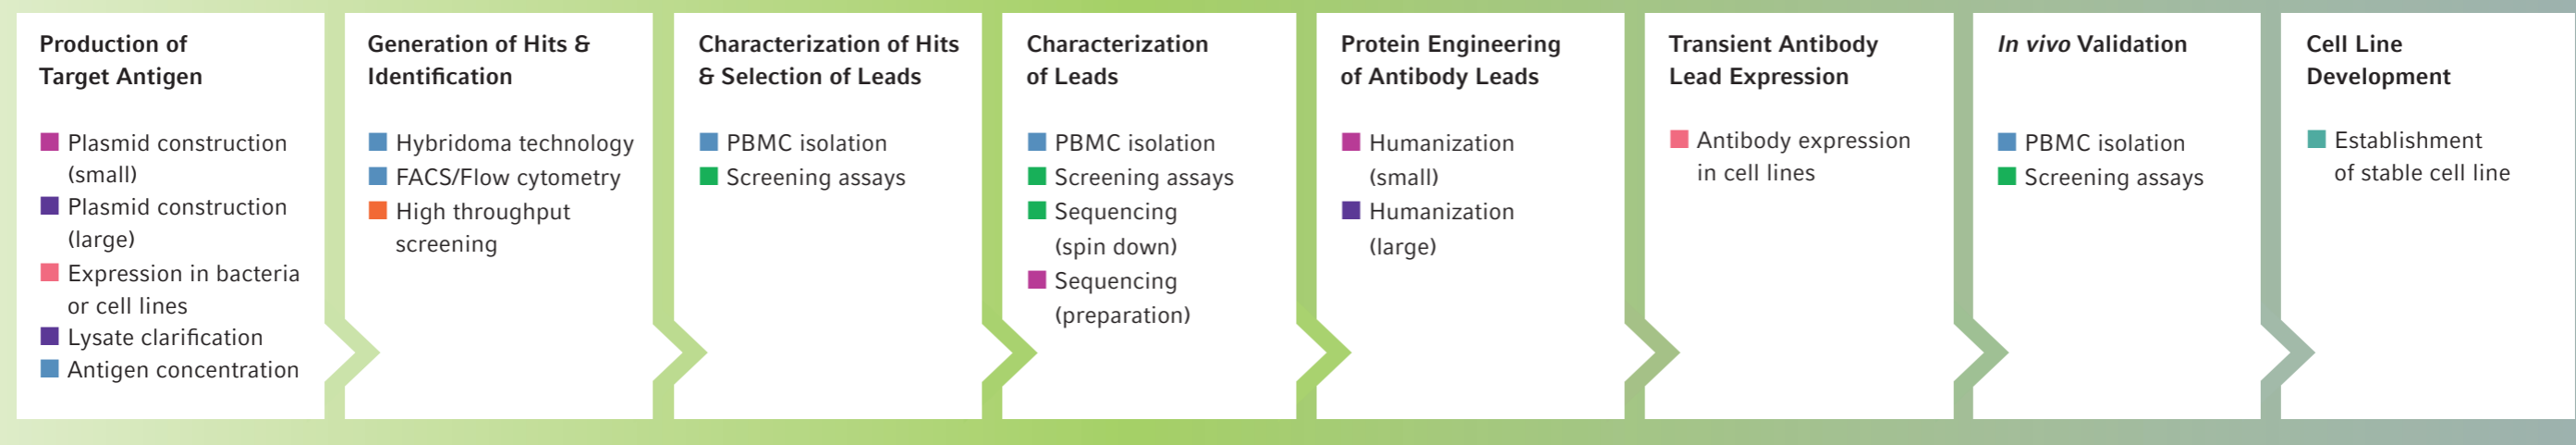 Production of
Target Antigen
Plasmid construction
(small)
Plasmid construction
(large)
Expression in bacteria
or cell lines
Lysate clarification
Antigen concentration
Generation of Hits &
Identification
Hybridoma technology
FACS/Flow cytometry
High throughput
screening
Characterization of Hits
& Selection of Leads
PBMC isolation
Screening assays
Characterization
of Leads
PBMC isolation
Screening assays
Sequencing
(spin down)
Sequencing
(preparation)
Protein Engineering
of Antibody Leads
Humanization
(small)
Humanization
(large)
Transient Antibody
Lead Expression
Antibody expression
in cell lines
In vivo Validation
PBMC isolation
Screening assays
Cell Line
Development
Establishment
of stable cell line